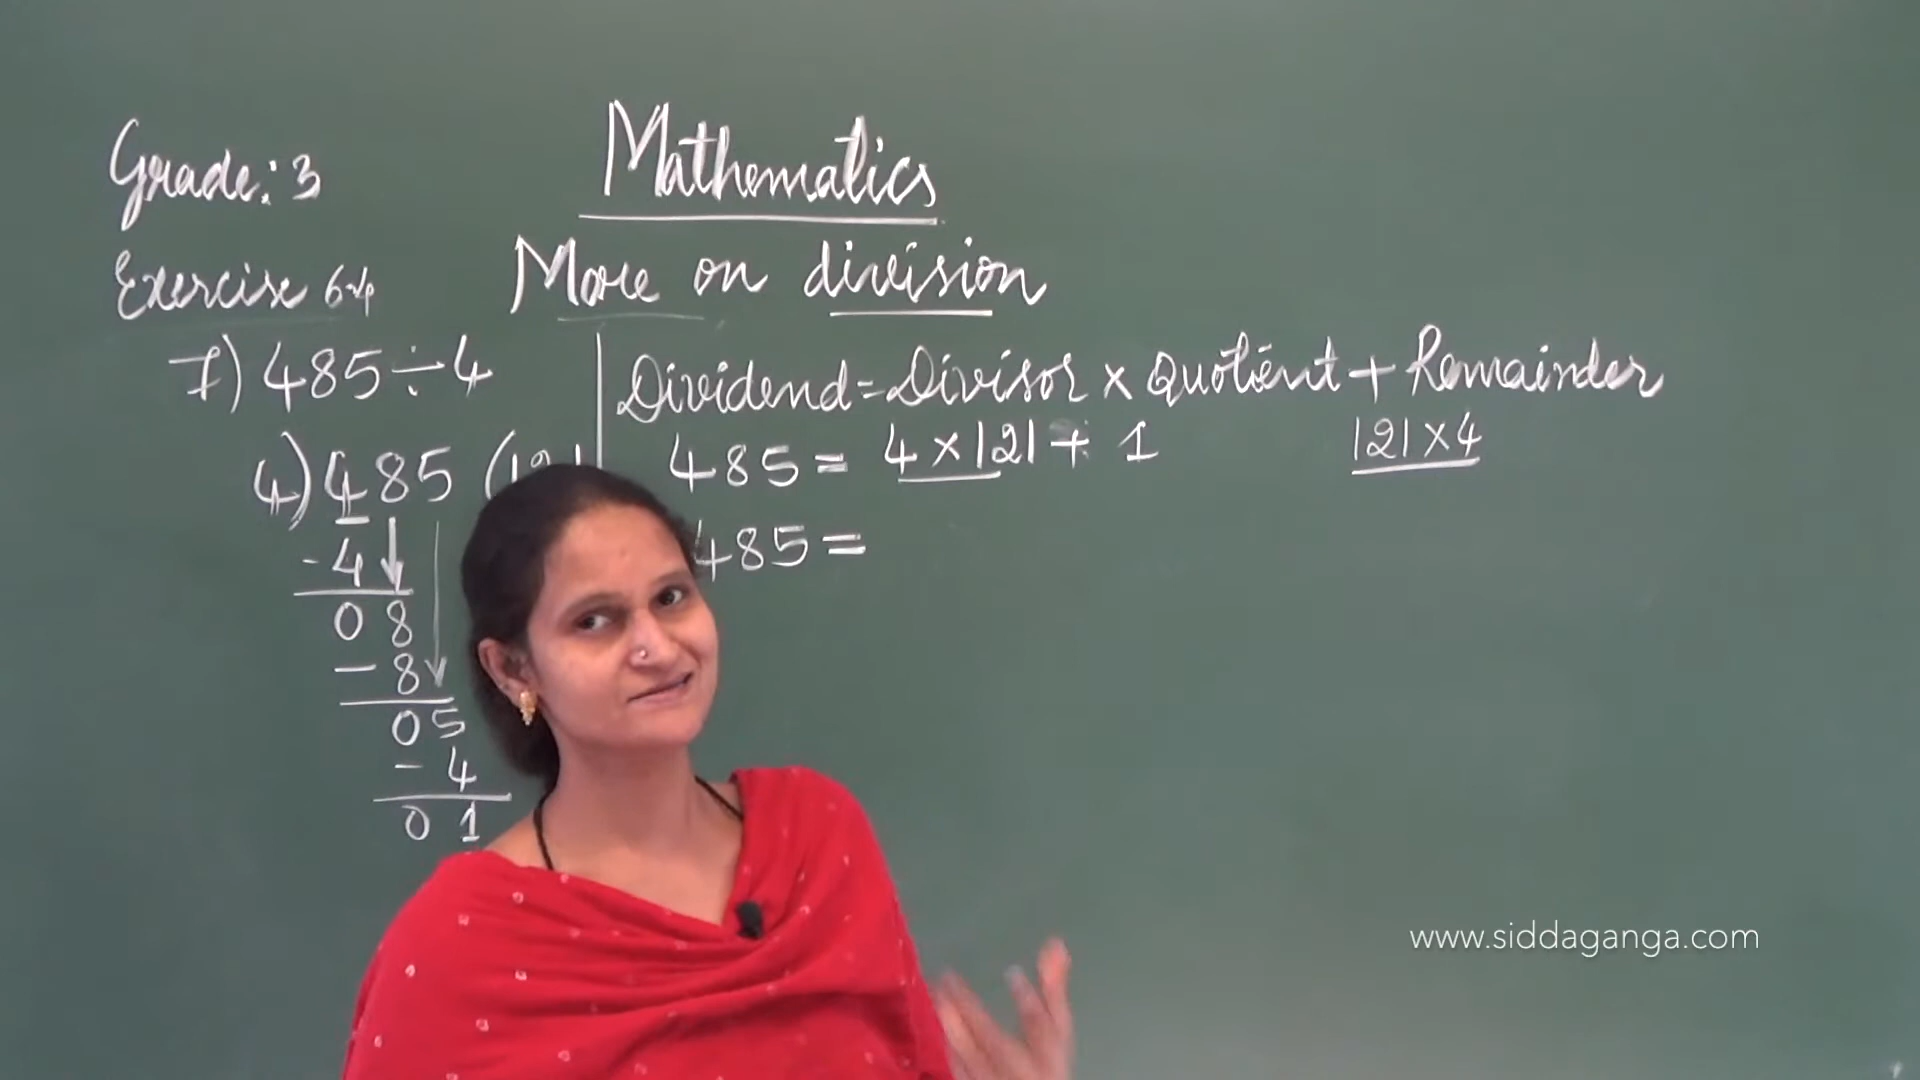 Grade: 3
Mathematics
Exercise 6.4
More on division
7) 485 ÷ 4
Dividend = Divisor × Quotient + Remainder
4) 485 (121
485 = 4 × 121 + 1
121 × 4
- 4
485 =
08
- 8
05
- 4
01
www.siddaganga.com